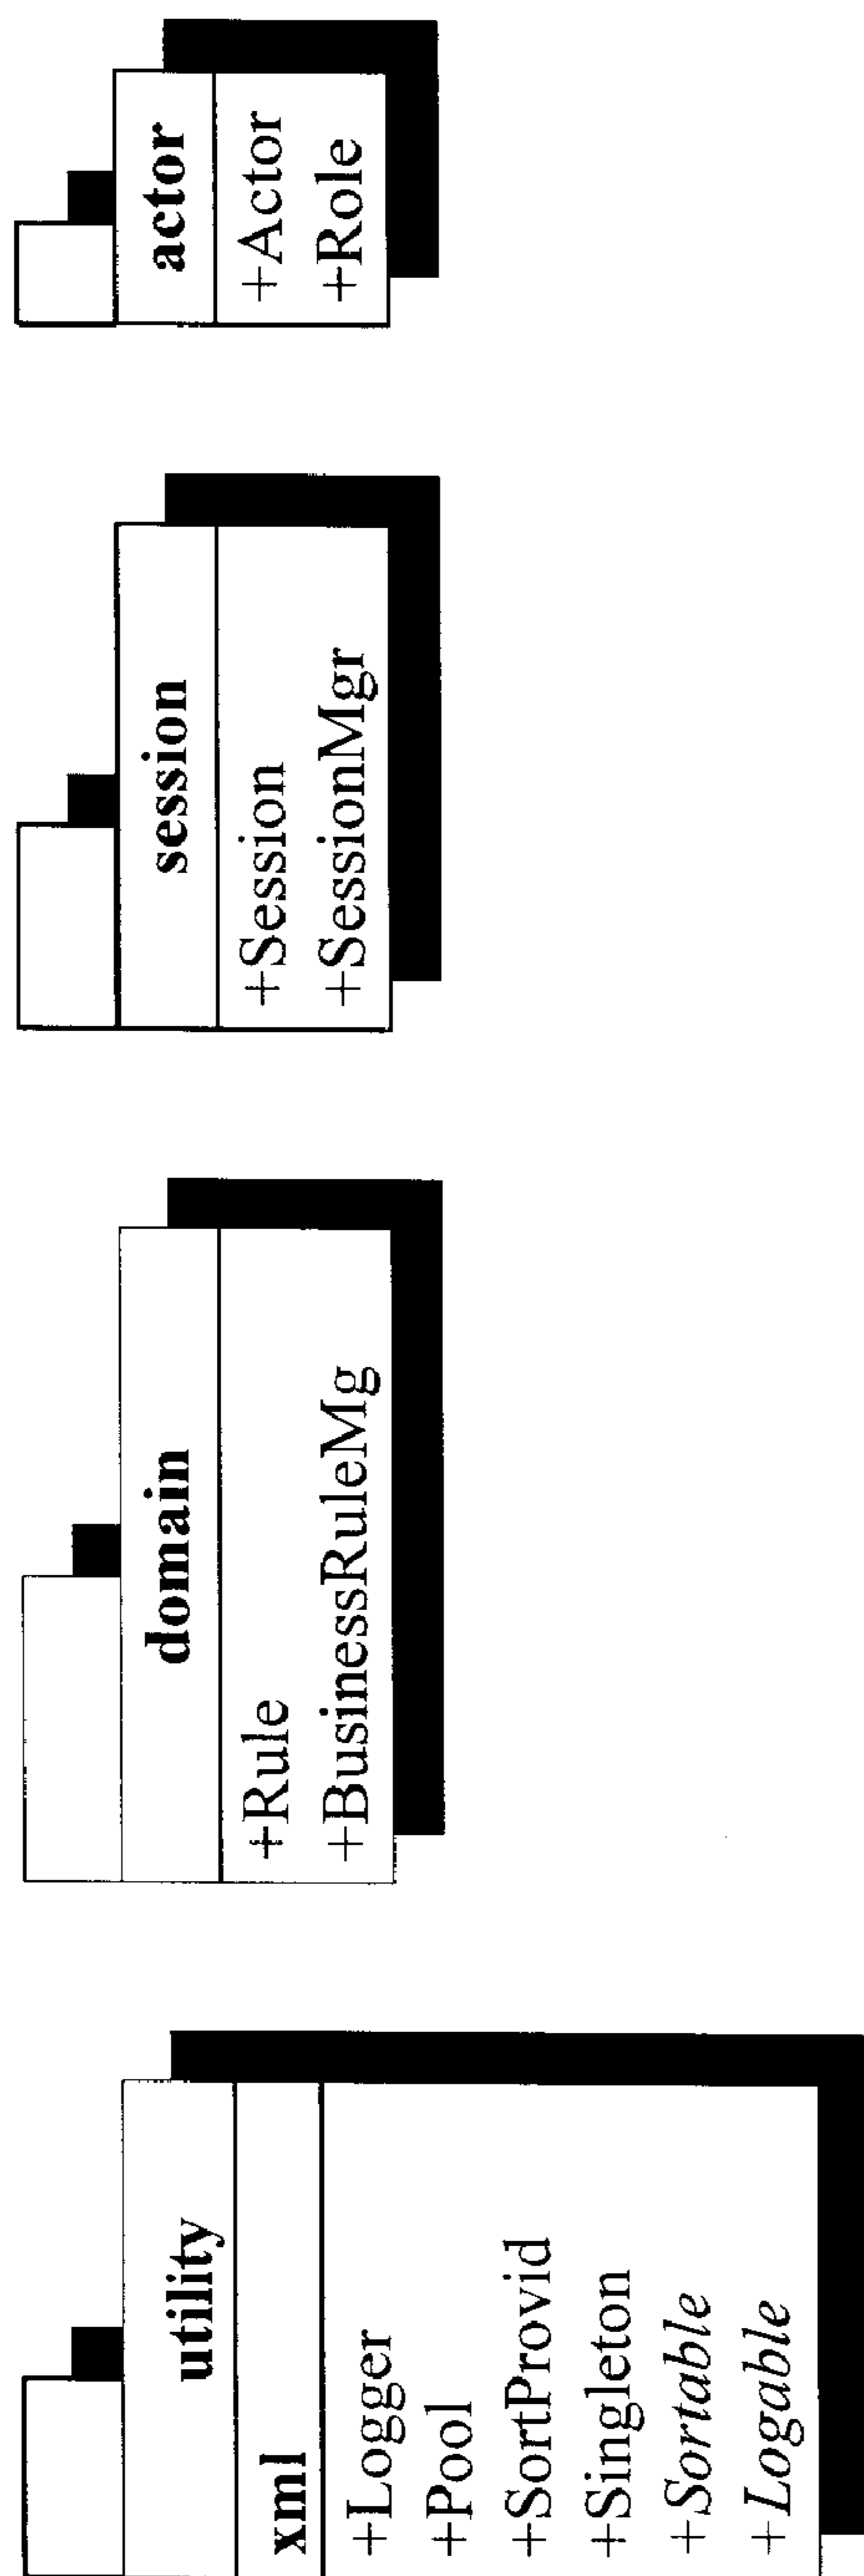 utility
xml
+Logger
+Pool
+SortProvid
+Singleton
+Sortable
+Logable
domain
+Rule
+BusinessRuleMg
session
+Session
+SessionMgr
actor
+Actor
+Role